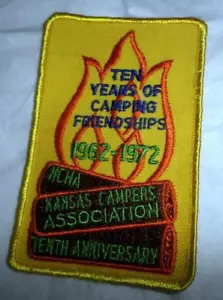 TEN
YEARS OF
CAMPING
FRIENDSHIPS
1962-1972
NCHA
KANSAS CAMPERS
ASSOCIATION
TENTH ANNIVERSARY